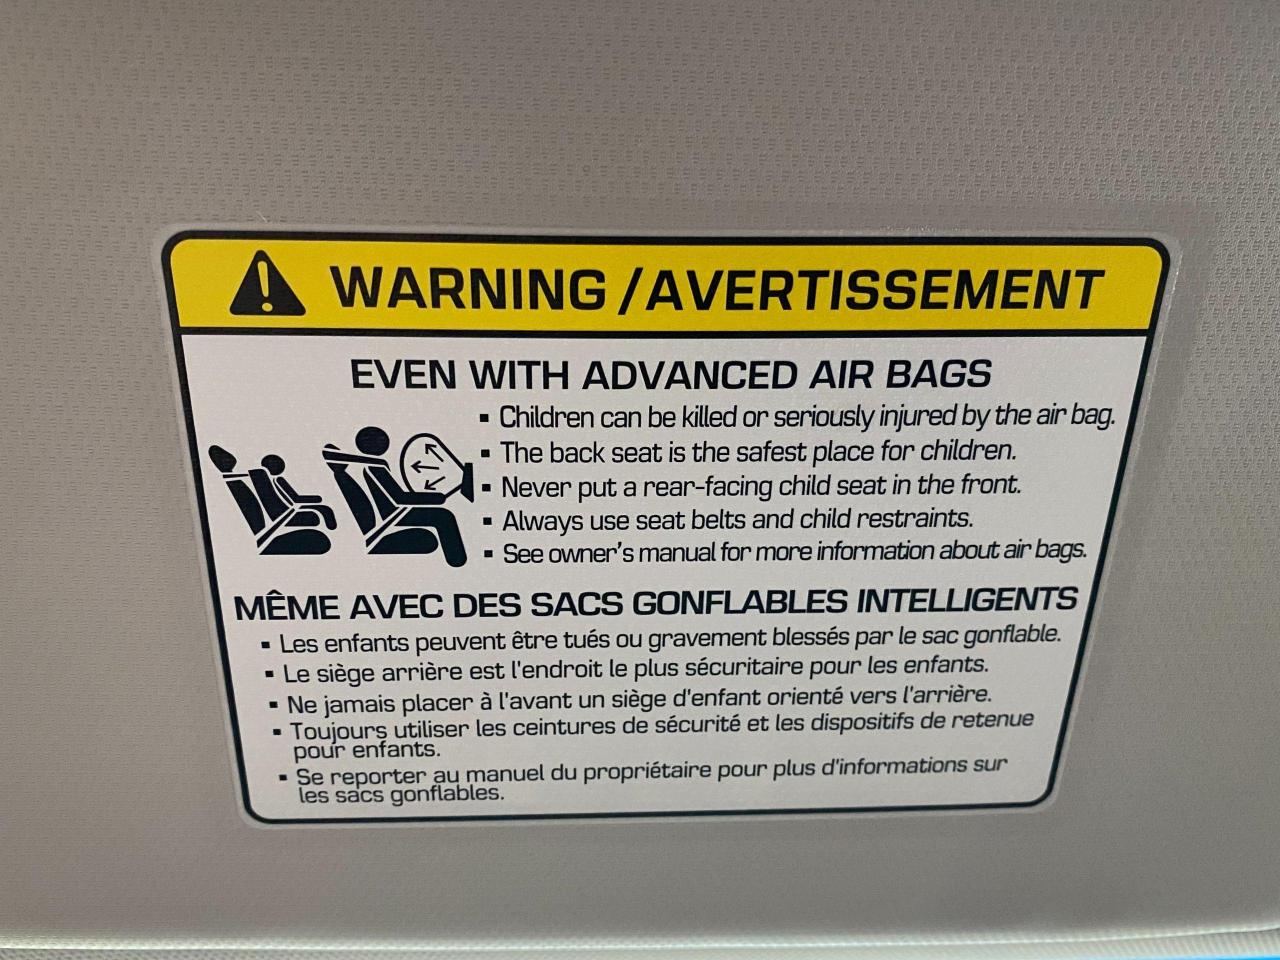 WARNING / AVERTISSEMENT
EVEN WITH ADVANCED AIR BAGS
▪ Children can be killed or seriously injured by the air bag.
▪ The back seat is the safest place for children.
▪ Never put a rear-facing child seat in the front.
▪ Always use seat belts and child restraints.
▪ See owner's manual for more information about air bags.
MÊME AVEC DES SACS GONFLABLES INTELLIGENTS
▪ Les enfants peuvent être tués ou gravement blessés par le sac gonflable.
▪ Le siège arrière est l'endroit le plus sécuritaire pour les enfants.
▪ Ne jamais placer à l'avant un siège d'enfant orienté vers l'arrière.
▪ Toujours utiliser les ceintures de sécurité et les dispositifs de retenue
pour enfants.
▪ Se reporter au manuel du propriétaire pour plus d'informations sur
les sacs gonflables.